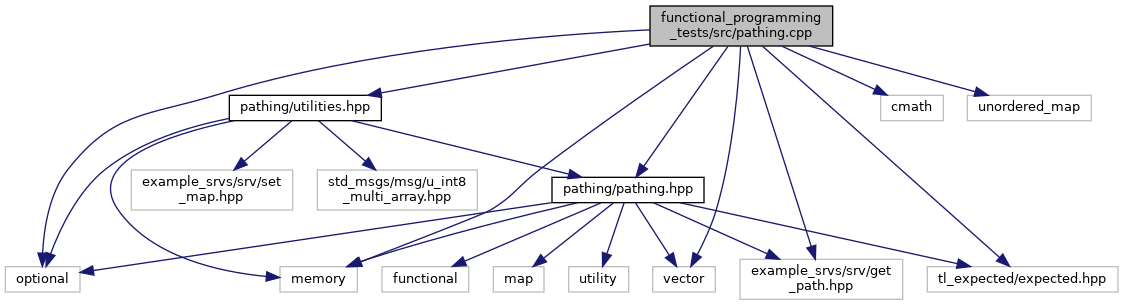 functional_programming
_tests/src/pathing.cpp
pathing/utilities.hpp
cmath
unordered_map
example_srvs/srv/set
_map.hpp
std_msgs/msg/u_int8
_multi_array.hpp
pathing/pathing.hpp
optional
memory
functional
map
utility
vector
example_srvs/srv/get
_path.hpp
tl_expected/expected.hpp